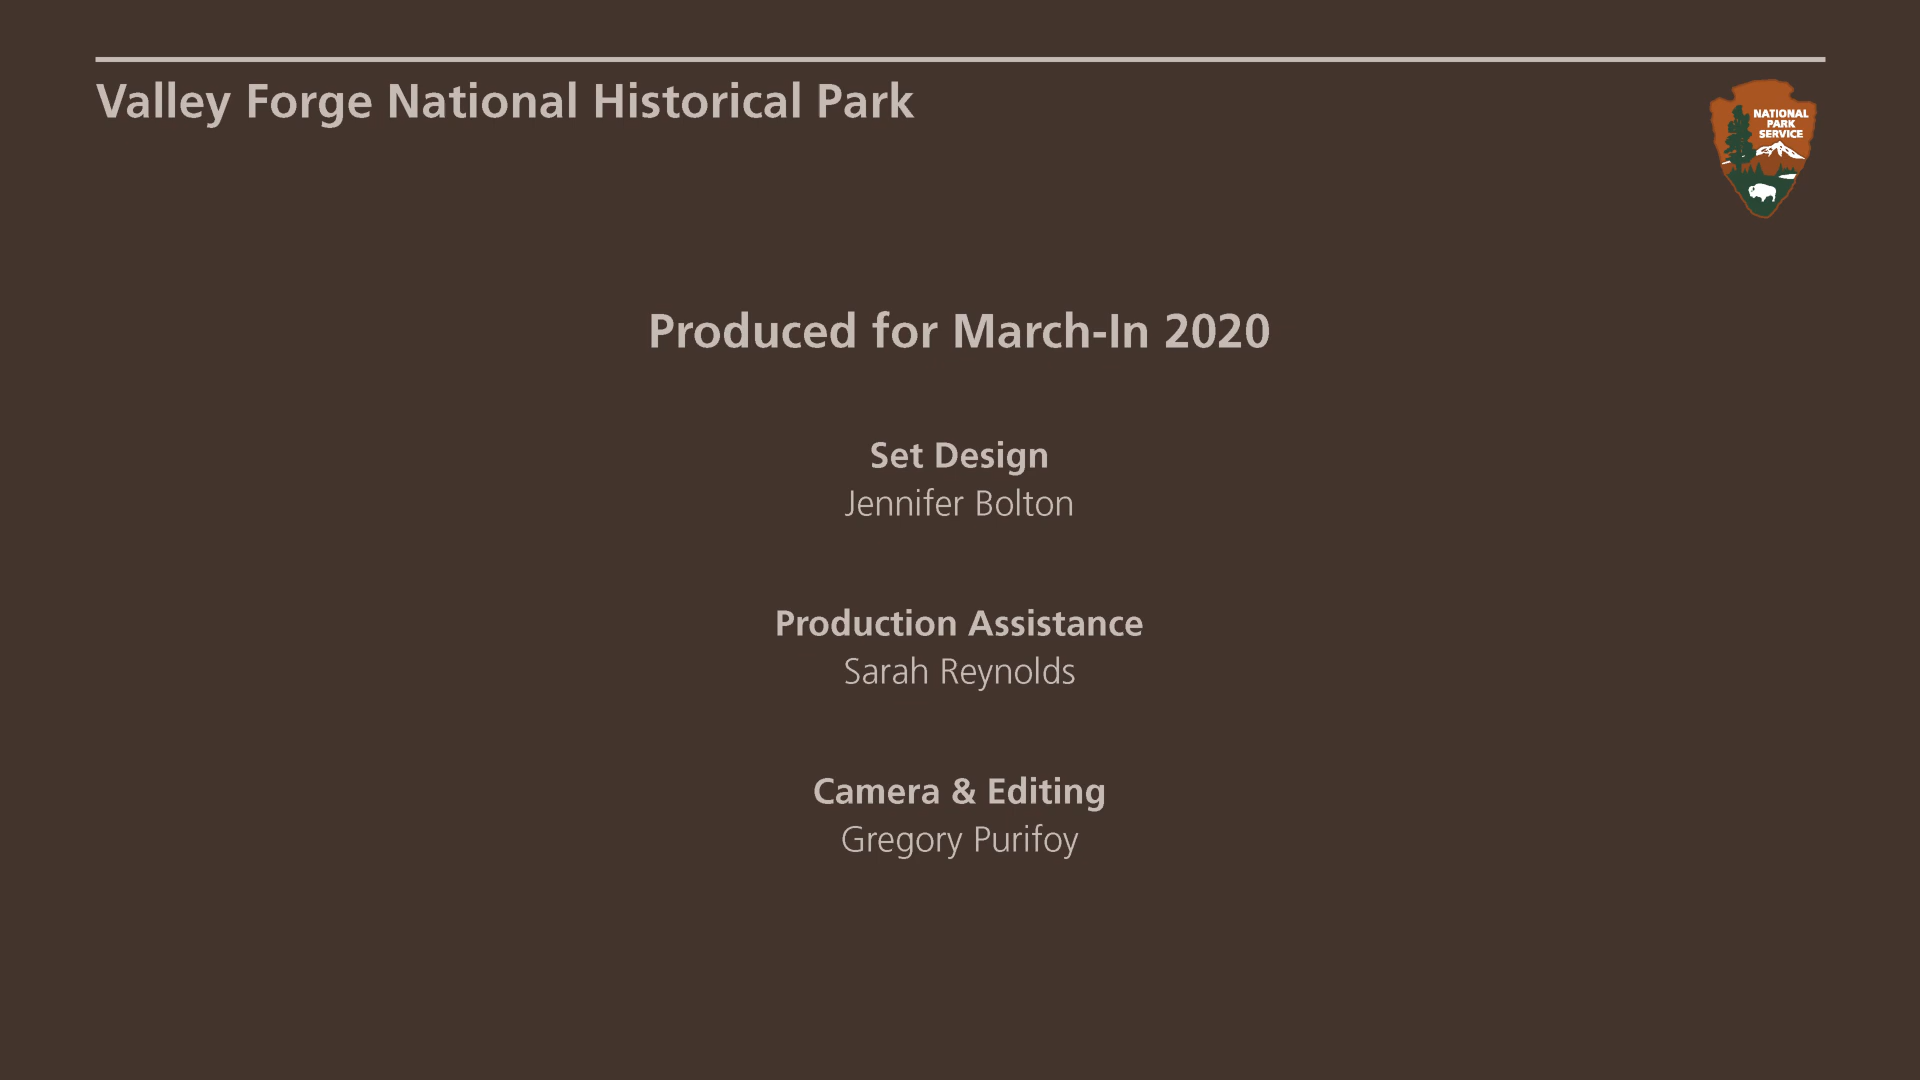 Valley Forge National Historical Park
NATIONAL
PARK
SERVICE
Produced for March-In 2020
Set Design
Jennifer Bolton
Production Assistance
Sarah Reynolds
Camera & Editing
Gregory Purifoy